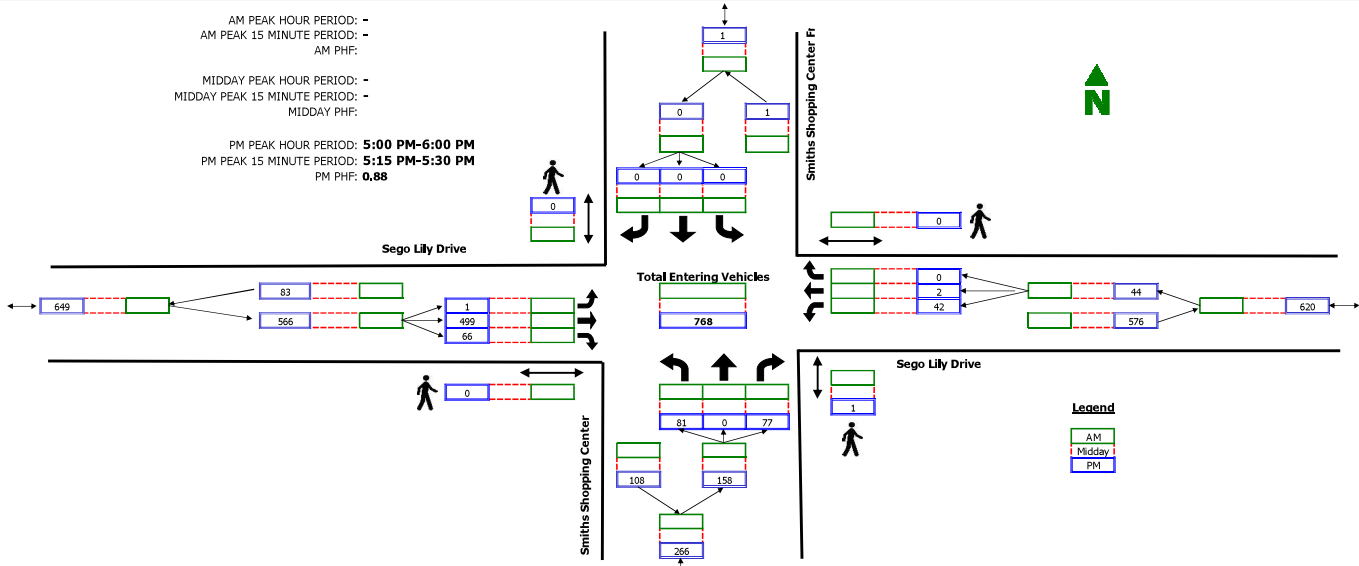 AM PEAK HOUR PERIOD: -
AM PEAK 15 MINUTE PERIOD: -
AM PHF:
MIDDAY PEAK HOUR PERIOD: -
MIDDAY PEAK 15 MINUTE PERIOD: -
MIDDAY PHF:
PM PEAK HOUR PERIOD: 5:00 PM-6:00 PM
PM PEAK 15 MINUTE PERIOD: 5:15 PM-5:30 PM
PM PHF: 0.88
1
0
1
0 0 0
Smiths Shopping Center Fr
N
0
0
Sego Lily Drive
Total Entering Vehicles
768
649
83
566
1
499
66
0
2
42
44
576
620
Sego Lily Drive
0
1
Smiths Shopping Center
81 0 77
108
158
266
Legend
AM
Midday
PM